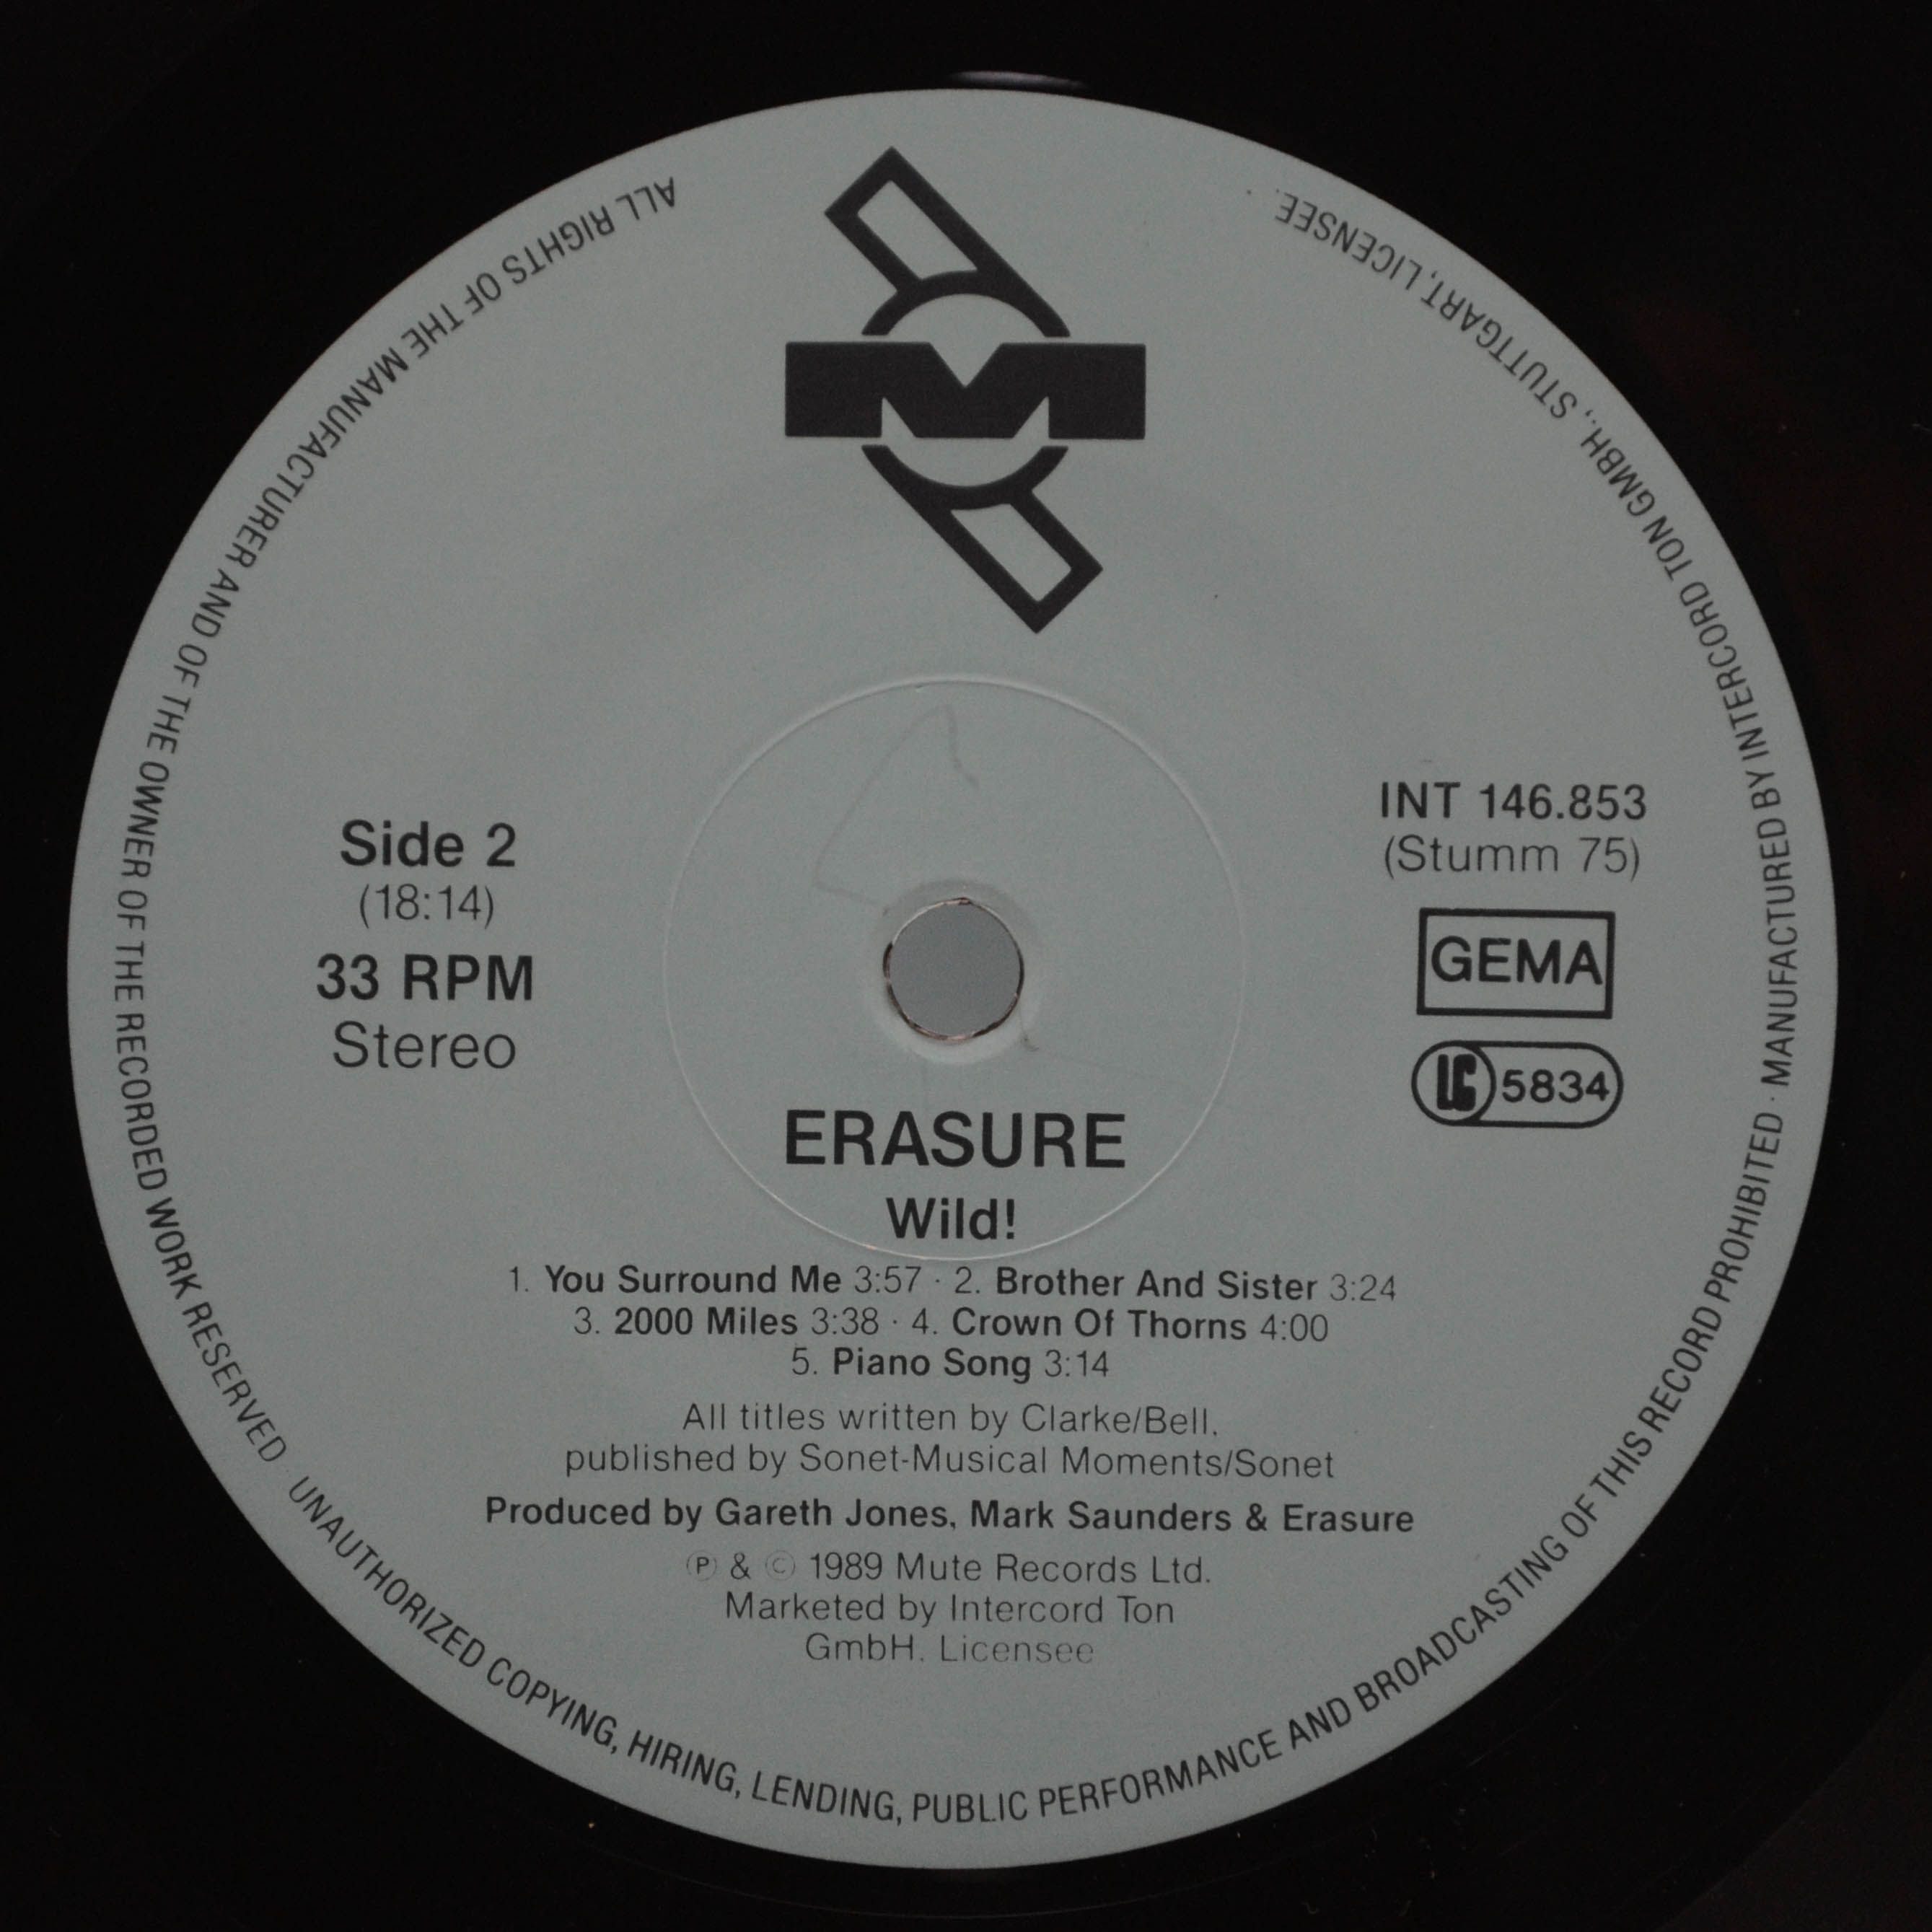 M
Side 2
(18:14)
33 RPM
Stereo
INT 146.853
(Stumm 75)
GEMA
LC 5834
ERASURE
Wild!
1. You Surround Me 3:57 · 2. Brother And Sister 3:24
3. 2000 Miles 3:38 · 4. Crown Of Thorns 4:00
5. Piano Song 3:14
All titles written by Clarke/Bell,
published by Sonet-Musical Moments/Sonet
Produced by Gareth Jones, Mark Saunders & Erasure
Ⓟ & © 1989 Mute Records Ltd.
Marketed by Intercord Ton
GmbH. Licensee
ALL RIGHTS OF THE MANUFACTURER AND OF THE OWNER OF THE RECORDED WORK RESERVED · UNAUTHORIZED COPYING, HIRING, LENDING, PUBLIC PERFORMANCE AND BROADCASTING OF THIS RECORD PROHIBITED · MANUFACTURED BY INTERCORD TON GMBH., STUTTGART, LICENSEE.